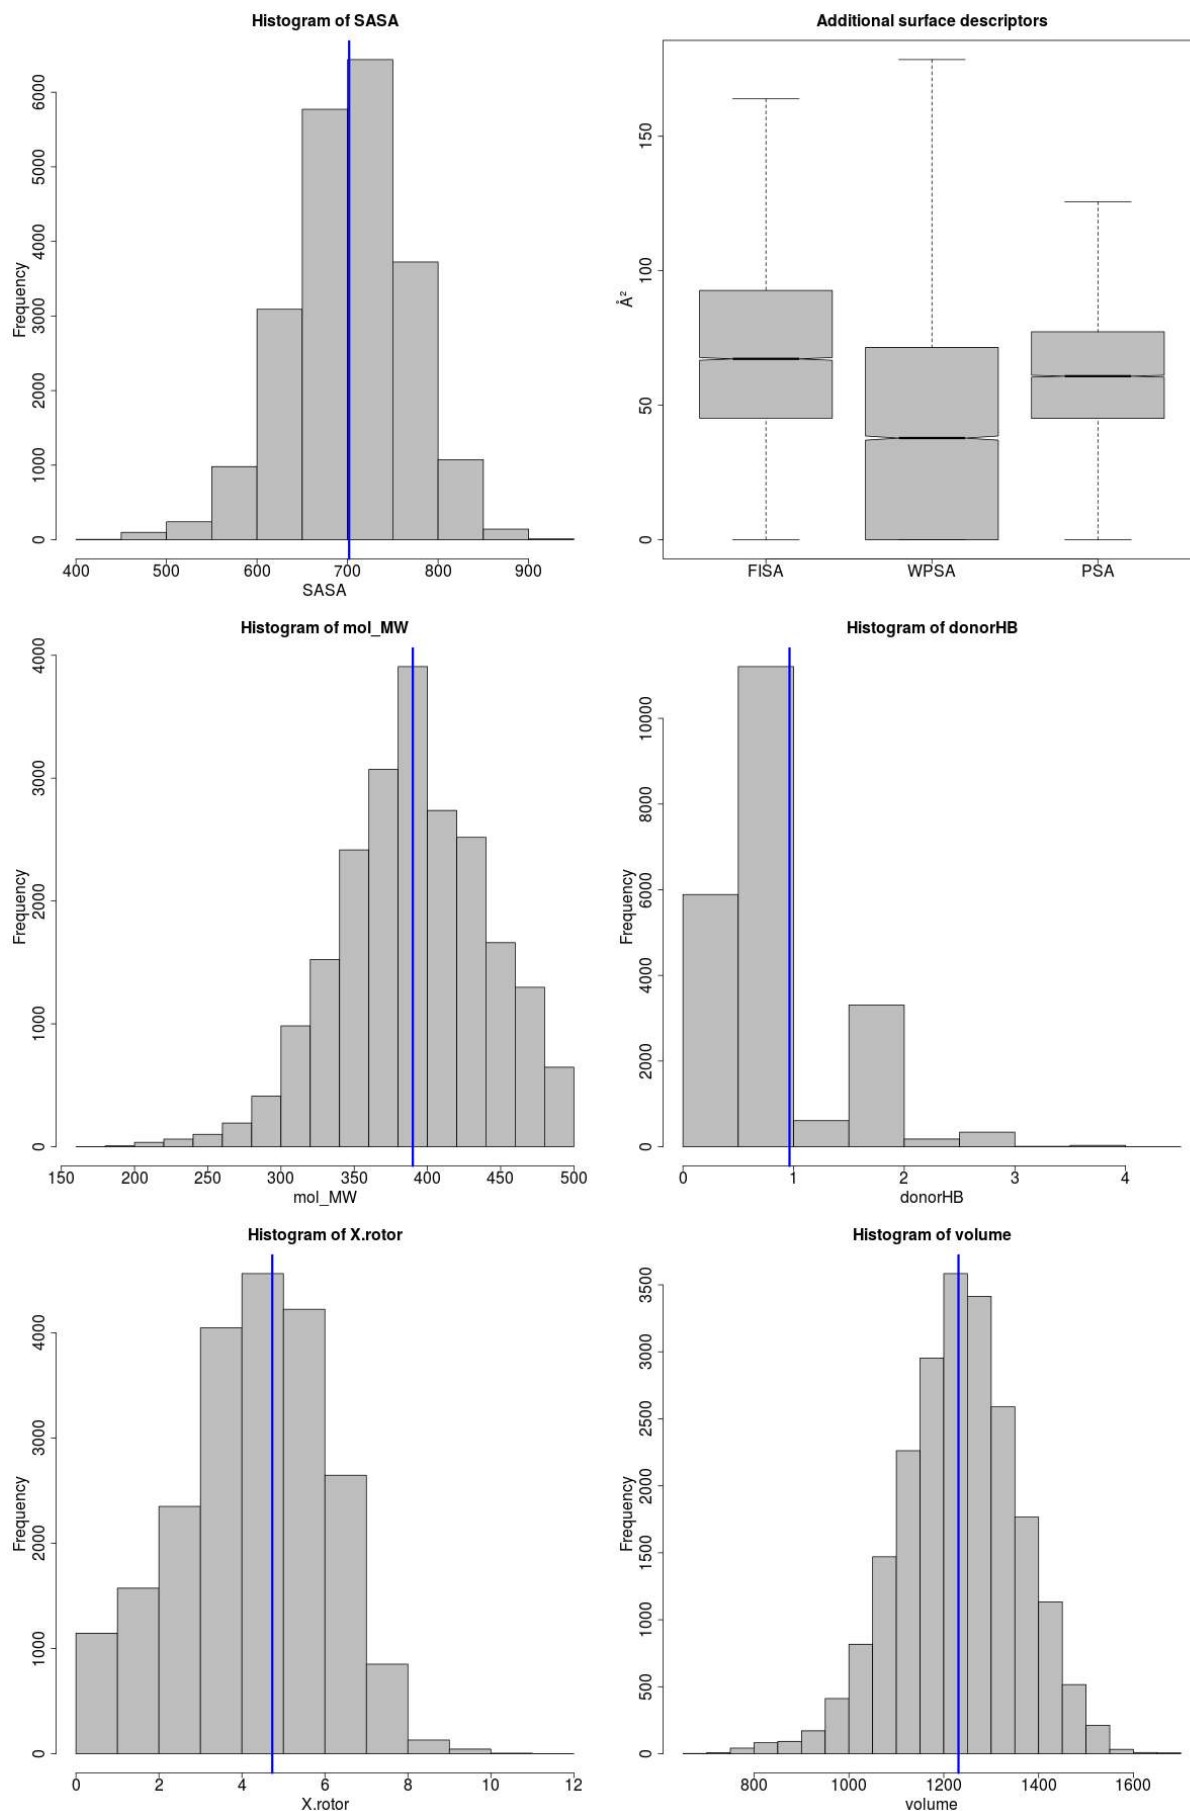 Histogram of SASA
Frequency
0
1000
2000
3000
4000
5000
6000
400 500 600 700 800 900
SASA
Additional surface descriptors
Å²
0
50
100
150
FISA WPSA PSA
Histogram of mol_MW
Frequency
0
1000
2000
3000
4000
150 200 250 300 350 400 450 500
mol_MW
Histogram of donorHB
Frequency
0
2000
4000
6000
8000
10000
0 1 2 3 4
donorHB
Histogram of X.rotor
Frequency
0
1000
2000
3000
4000
0 2 4 6 8 10 12
X.rotor
Histogram of volume
Frequency
0
500
1000
1500
2000
2500
3000
3500
800 1000 1200 1400 1600
volume